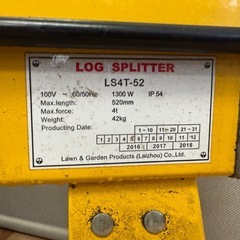 LOG SPLITTER
LS4T-52
100V ~ 60/50Hz 1300 W IP 54
Max.length: 520mm
Max.force: 4t
Weight: 42kg
Producting Date: 1~10 11~20 21~31
1 2 3 4 5 6 7 8 9 10 11 12
2016 2017 2018
Lawn & Garden Products (Laizhou) Co.,Ltd.